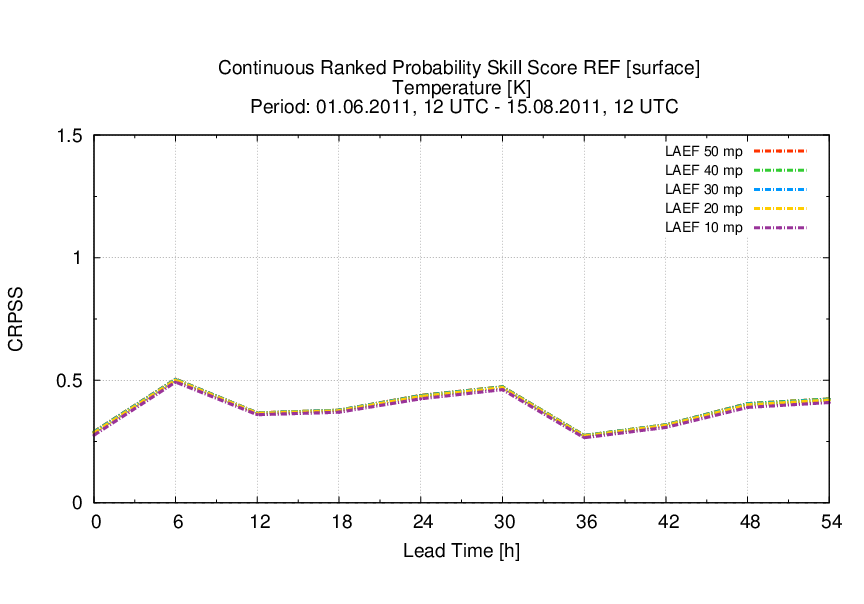 Continuous Ranked Probability Skill Score REF [surface]
Temperature [K]
Period: 01.06.2011, 12 UTC - 15.08.2011, 12 UTC
1.5
1
0.5
0
CRPSS
LAEF 50 mp
LAEF 40 mp
LAEF 30 mp
LAEF 20 mp
LAEF 10 mp
0 6 12 18 24 30 36 42 48 54
Lead Time [h]